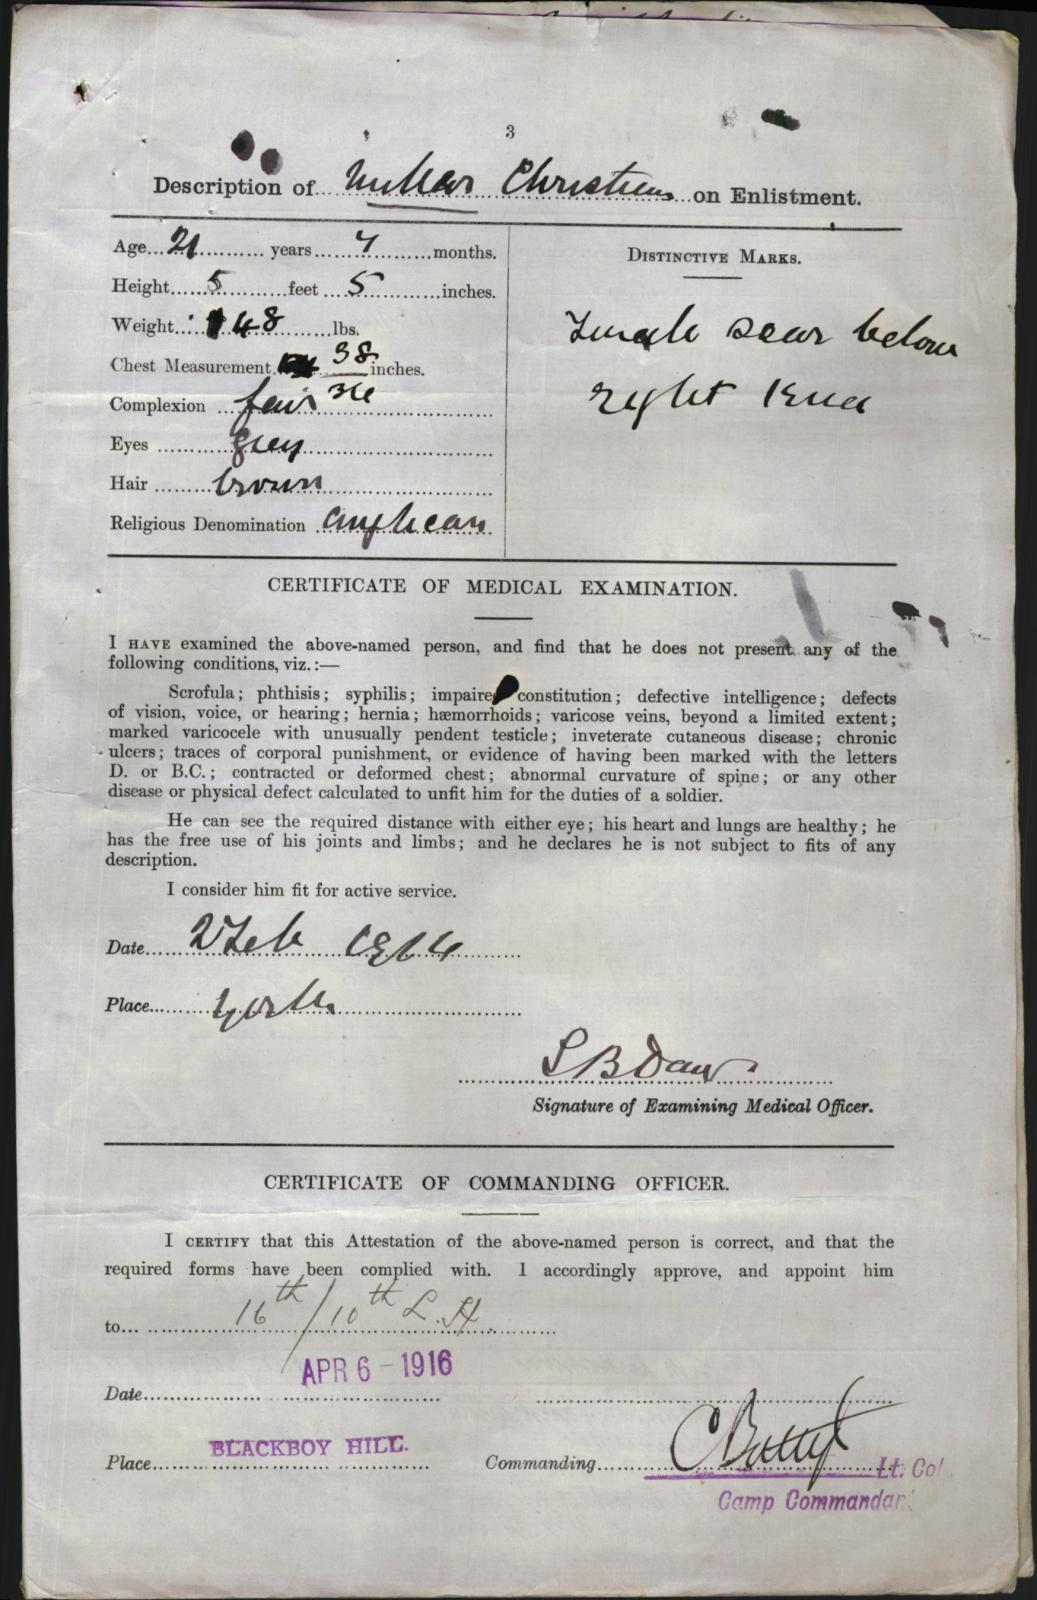 3
Description of ... Christian ... on Enlistment.
Age...21...years...7...months.
Height...5...feet...5...inches.
Weight...148...lbs.
Chest Measurement...38...inches.
36
Complexion...fair
Eyes...grey
Hair...brown
Religious Denomination...Anglican
DISTINCTIVE MARKS.
Small scar below
right knee
CERTIFICATE OF MEDICAL EXAMINATION.
I HAVE examined the above-named person, and find that he does not present any of the
following conditions, viz.:—
Scrofula; phthisis; syphilis; impaired constitution; defective intelligence; defects
of vision, voice, or hearing; hernia; hæmorrhoids; varicose veins, beyond a limited extent;
marked varicocele with unusually pendent testicle; inveterate cutaneous disease; chronic
ulcers; traces of corporal punishment, or evidence of having been marked with the letters
D. or B.C.; contracted or deformed chest; abnormal curvature of spine; or any other
disease or physical defect calculated to unfit him for the duties of a soldier.
He can see the required distance with either eye; his heart and lungs are healthy; he
has the free use of his joints and limbs; and he declares he is not subject to fits of any
description.
I consider him fit for active service.
Date...2 Feb 1916
Place...York
Signature of Examining Medical Officer.
CERTIFICATE OF COMMANDING OFFICER.
I CERTIFY that this Attestation of the above-named person is correct, and that the
required forms have been complied with. I accordingly approve, and appoint him
to...16th/10th L.H.
APR 6-1916
Date
BLACKBOY HILL.
Place
Commanding...Lt. Col
Camp Commandant